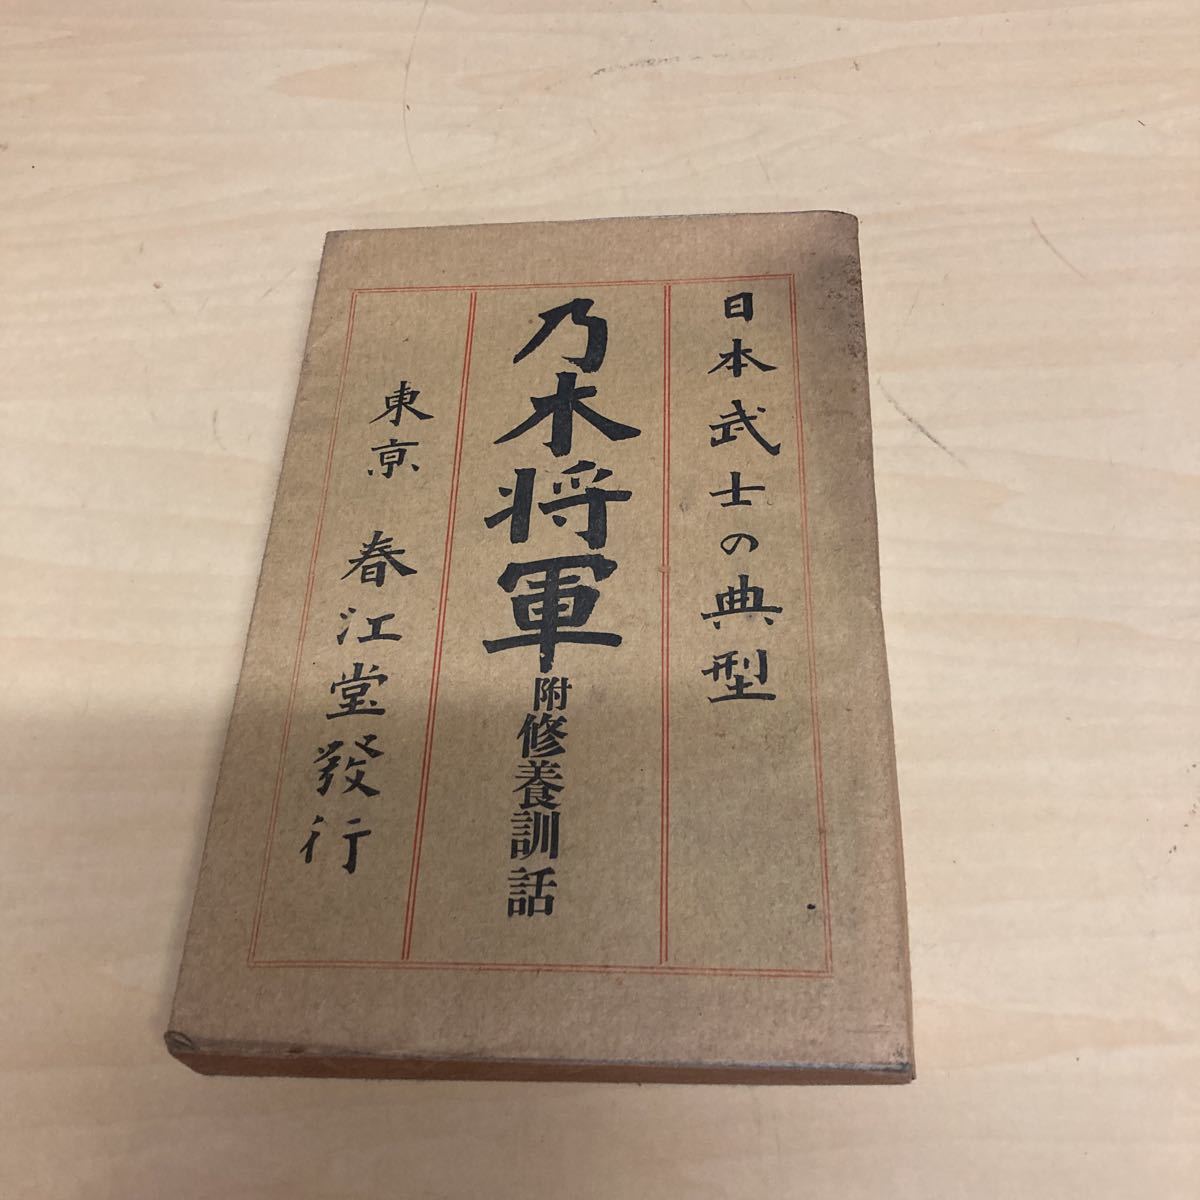 日本武士の典型
乃木将軍
附修養訓話
東京 春江堂發行